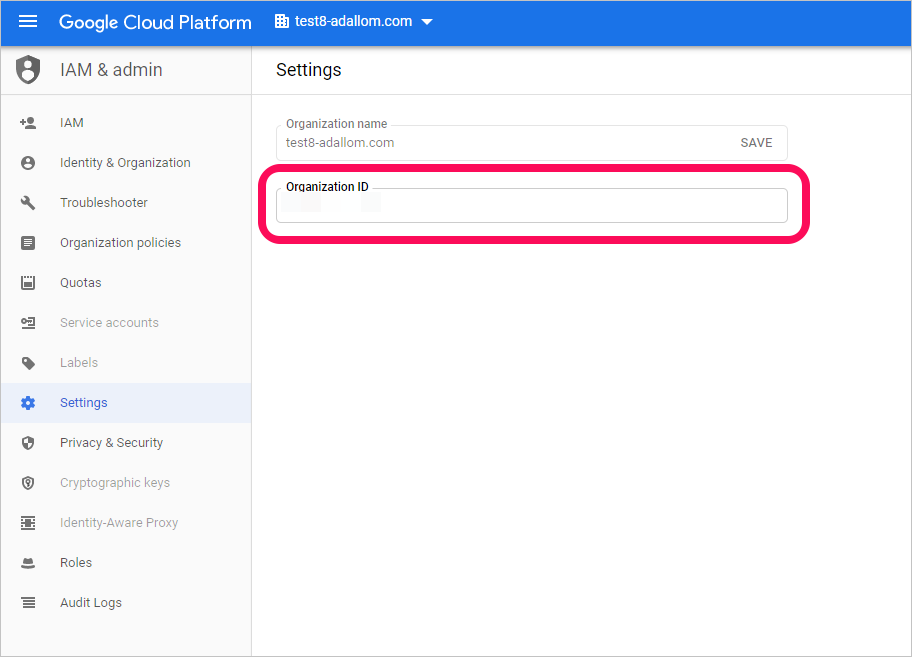 Google Cloud Platform test8-adallom.com
IAM & admin
Settings
IAM
Identity & Organization
Troubleshooter
Organization policies
Quotas
Service accounts
Labels
Settings
Privacy & Security
Cryptographic keys
Identity-Aware Proxy
Roles
Audit Logs
Organization name
test8-adallom.com SAVE
Organization ID